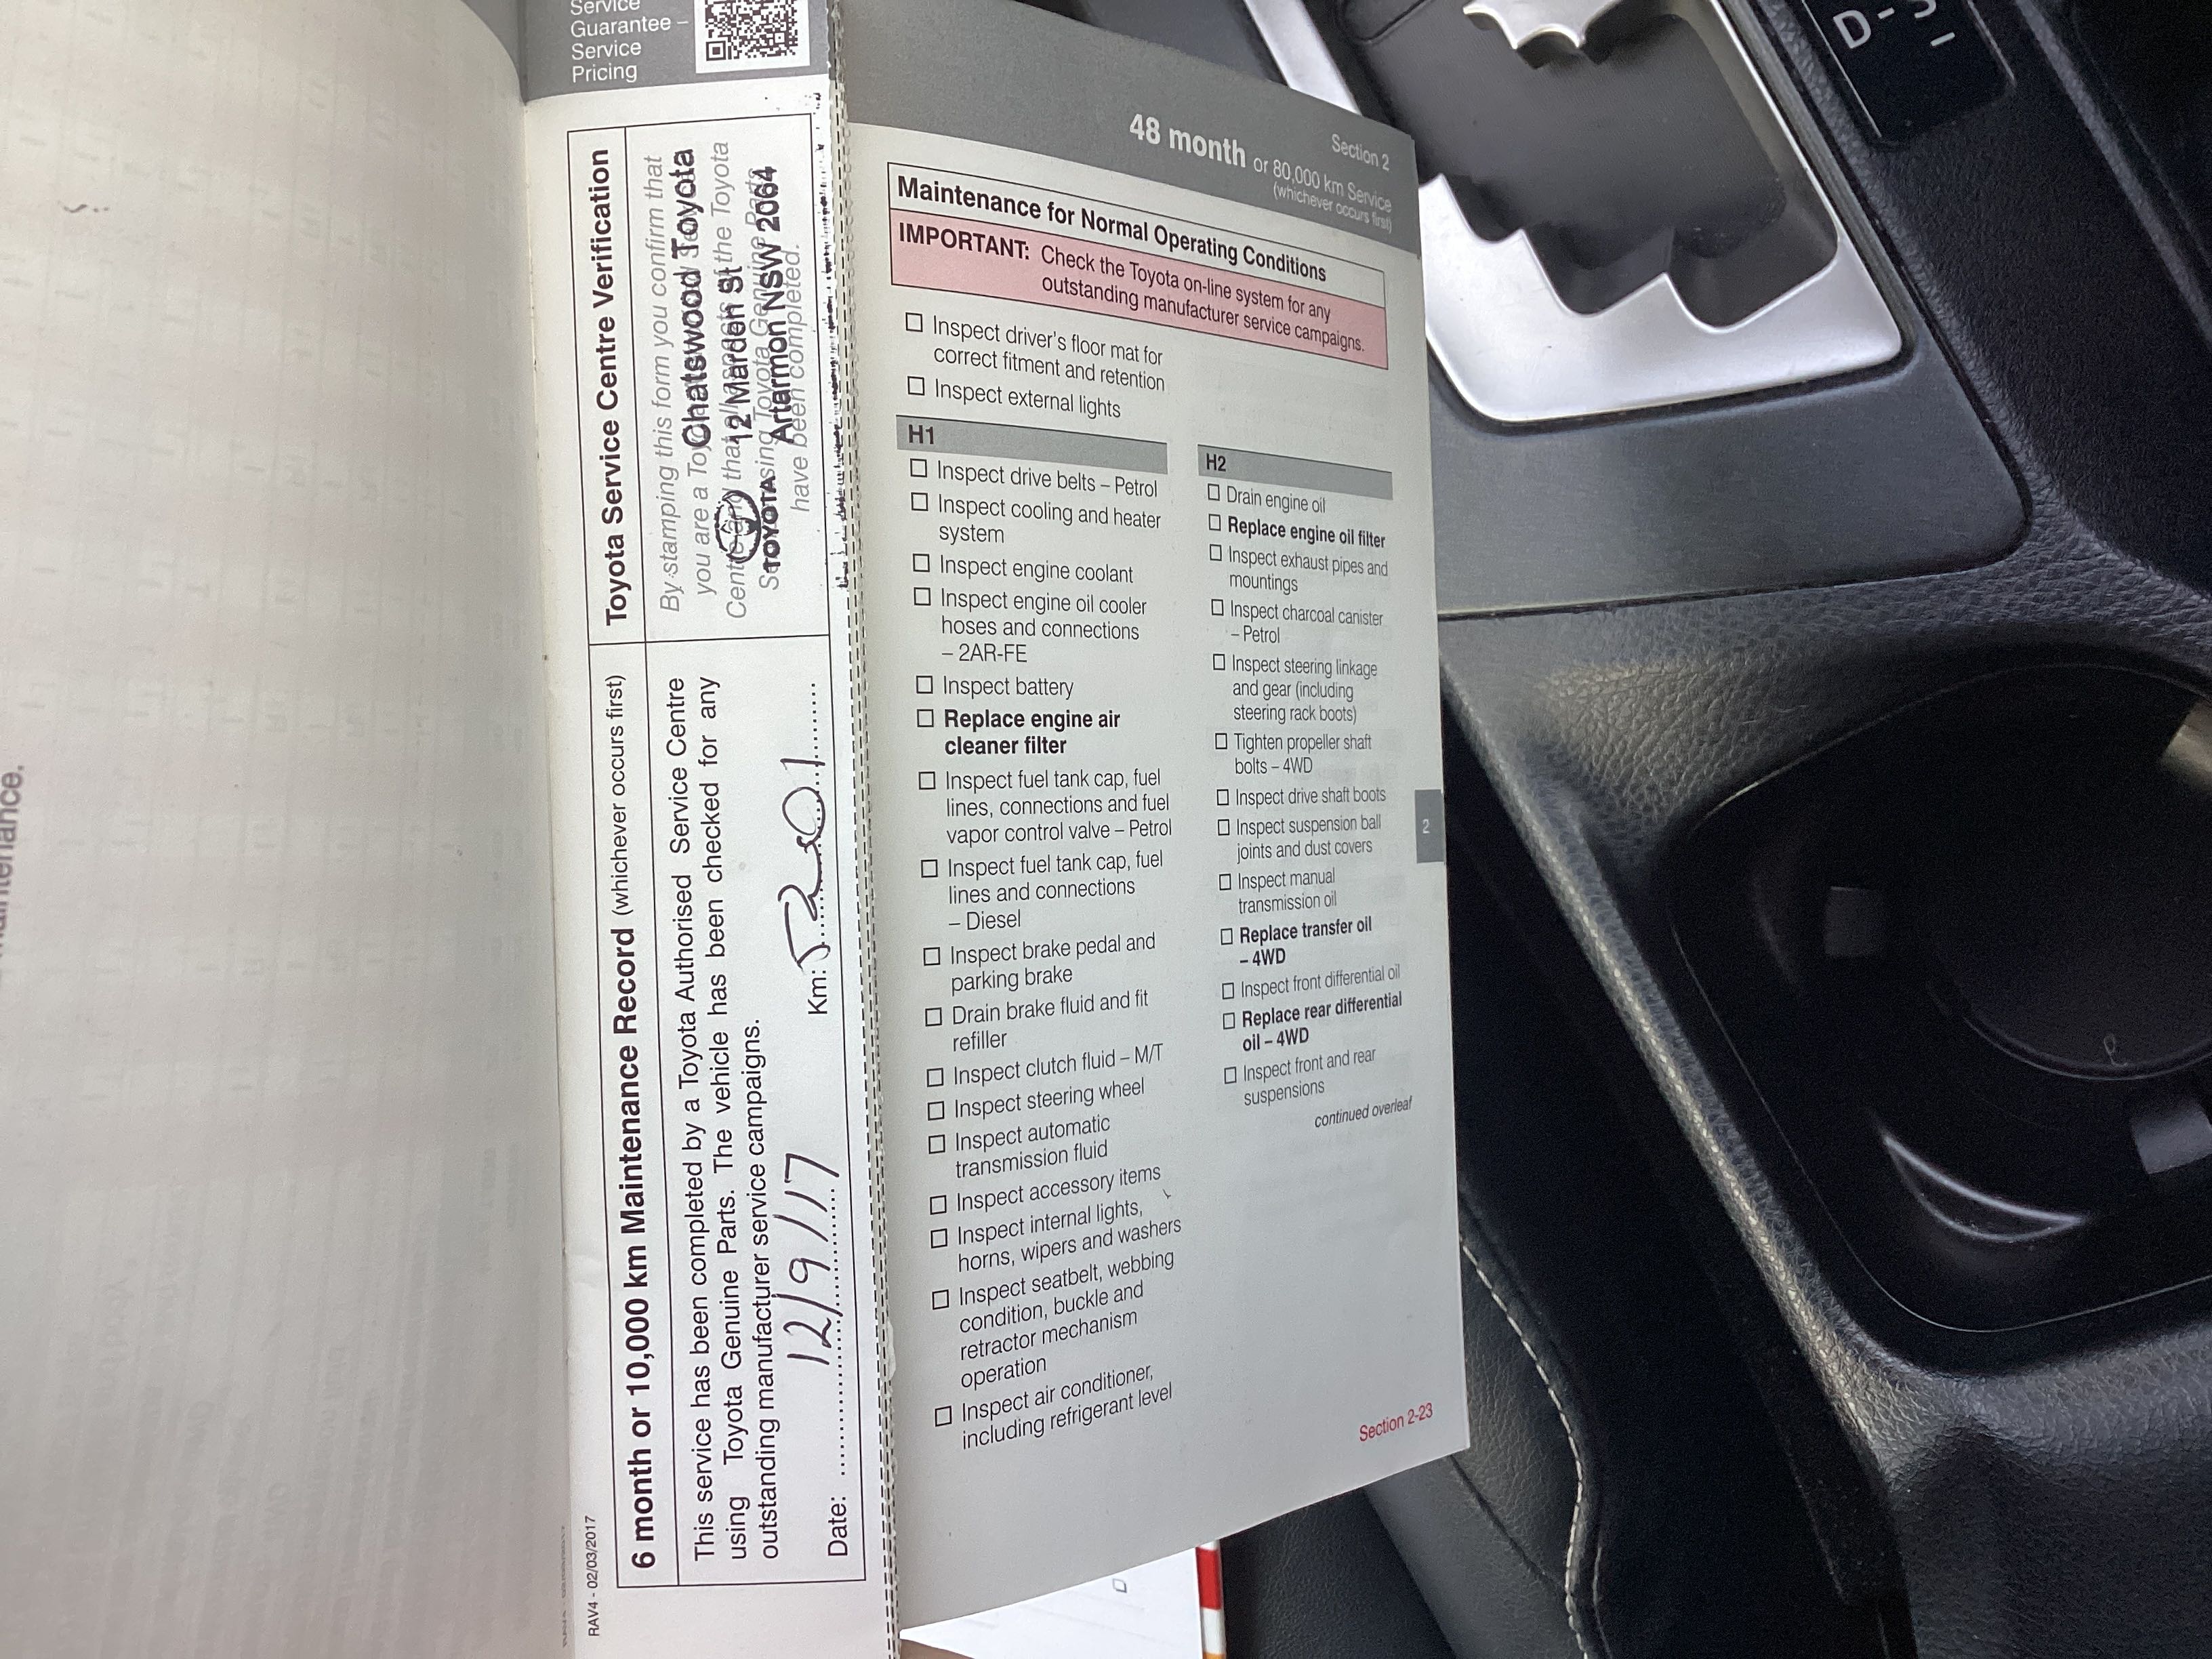 Service
Guarantee –
Service
Pricing
RAV4 - 02/03/2017
6 month or 10,000 km Maintenance Record (whichever occurs first)
This service has been completed by a Toyota Authorised Service Centre
using Toyota Genuine Parts. The vehicle has been checked for any
outstanding manufacturer service campaigns.
Date: 12/9/17
Km:
Toyota Service Centre Verification
By stamping this form you confirm that
you are a
the Toyota
have been completed.
Chatswood Toyota
12 Marden St
Artarmon NSW 2064
TOYOTA
Section 2
48 month or 80,000 km Service
(whichever occurs first)
Maintenance for Normal Operating Conditions
IMPORTANT: Check the Toyota on-line system for any
outstanding manufacturer service campaigns.
Inspect driver's floor mat for
correct fitment and retention
Inspect external lights
H1
Inspect drive belts – Petrol
Inspect cooling and heater
system
Inspect engine coolant
Inspect engine oil cooler
hoses and connections
– 2AR-FE
Inspect battery
Replace engine air
cleaner filter
Inspect fuel tank cap, fuel
lines, connections and fuel
vapor control valve – Petrol
Inspect fuel tank cap, fuel
lines and connections
– Diesel
Inspect brake pedal and
parking brake
Drain brake fluid and fit
refiller
Inspect clutch fluid – M/T
Inspect steering wheel
Inspect automatic
transmission fluid
Inspect accessory items
Inspect internal lights,
horns, wipers and washers
Inspect seatbelt, webbing
condition, buckle and
retractor mechanism
operation
Inspect air conditioner,
including refrigerant level
H2
Drain engine oil
Replace engine oil filter
Inspect exhaust pipes and
mountings
Inspect charcoal canister
– Petrol
Inspect steering linkage
and gear (including
steering rack boots)
Tighten propeller shaft
bolts – 4WD
Inspect drive shaft boots
Inspect suspension ball
joints and dust covers
Inspect manual
transmission oil
Replace transfer oil
– 4WD
Inspect front differential oil
Replace rear differential
oil – 4WD
Inspect front and rear
suspensions
continued overleaf
2
Section 2-23
D